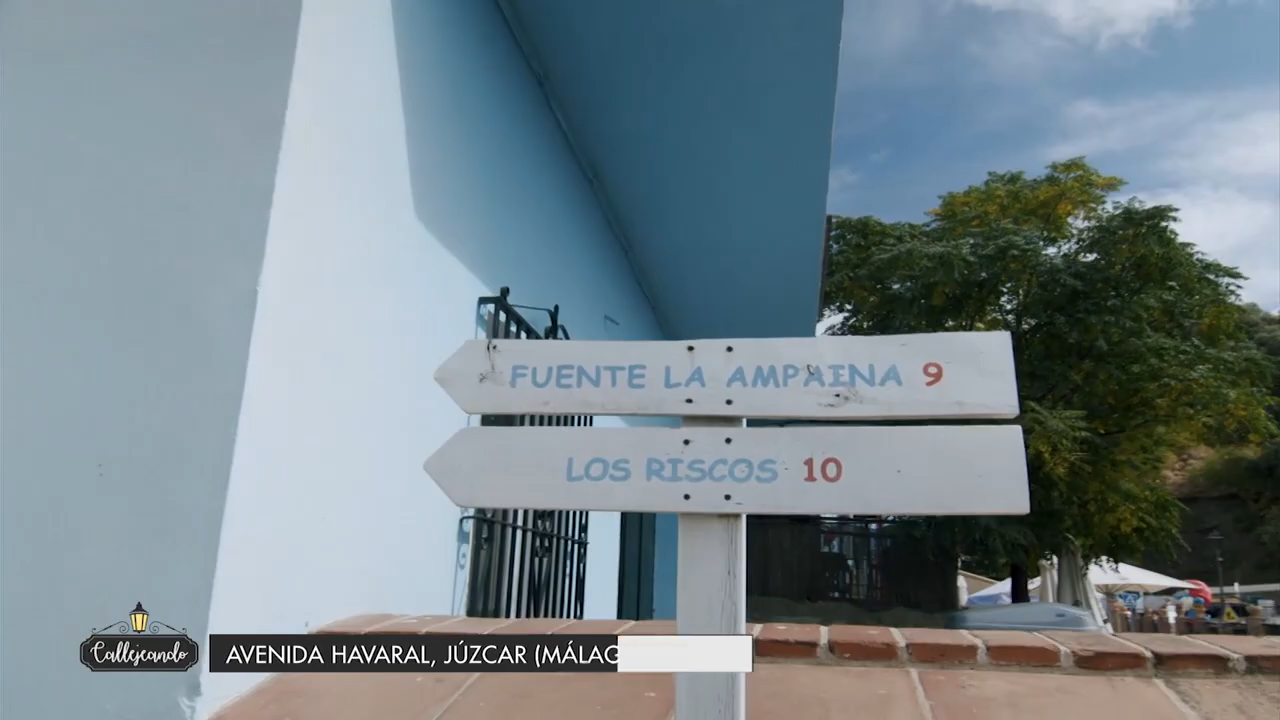 FUENTE LA AMPAINA 9
LOS RISCOS 10
Callejeando
AVENIDA HAVARAL, JÚZCAR (MÁLAG